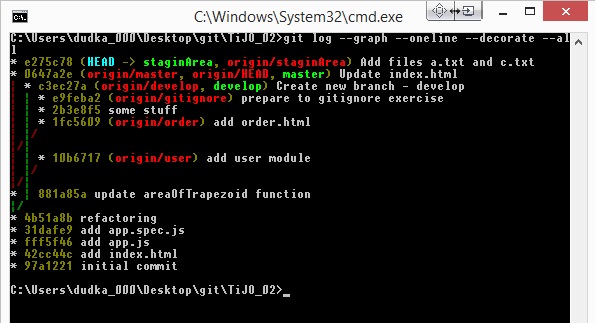 C:\Windows\System32\cmd.exe
C:\Users\dudka_000\Desktop\git\TiJO_02>git log --graph --oneline --decorate --al
l
* e275c78 (HEAD -> staginArea, origin/staginArea) Add files a.txt and c.txt
* 0647a2e (origin/master, origin/HEAD, master) Update index.html
| * c3ec27a (origin/develop, develop) Create new branch - develop
| | * e9feba2 (origin/gitignore) prepare to gitignore exercise
| | * 2b3e8f5 some stuff
| | * 1fc5609 (origin/order) add order.html
| |/
|/|
| | * 10b6717 (origin/user) add user module
| |/
|/|
* | 881a85a update areaOfTrapezoid function
|/
* 4b51a8b refactoring
* 31dafe9 add app.spec.js
* fff5f46 add app.js
* 42cc44c add index.html
* 97a1221 initial commit
C:\Users\dudka_000\Desktop\git\TiJO_02>_